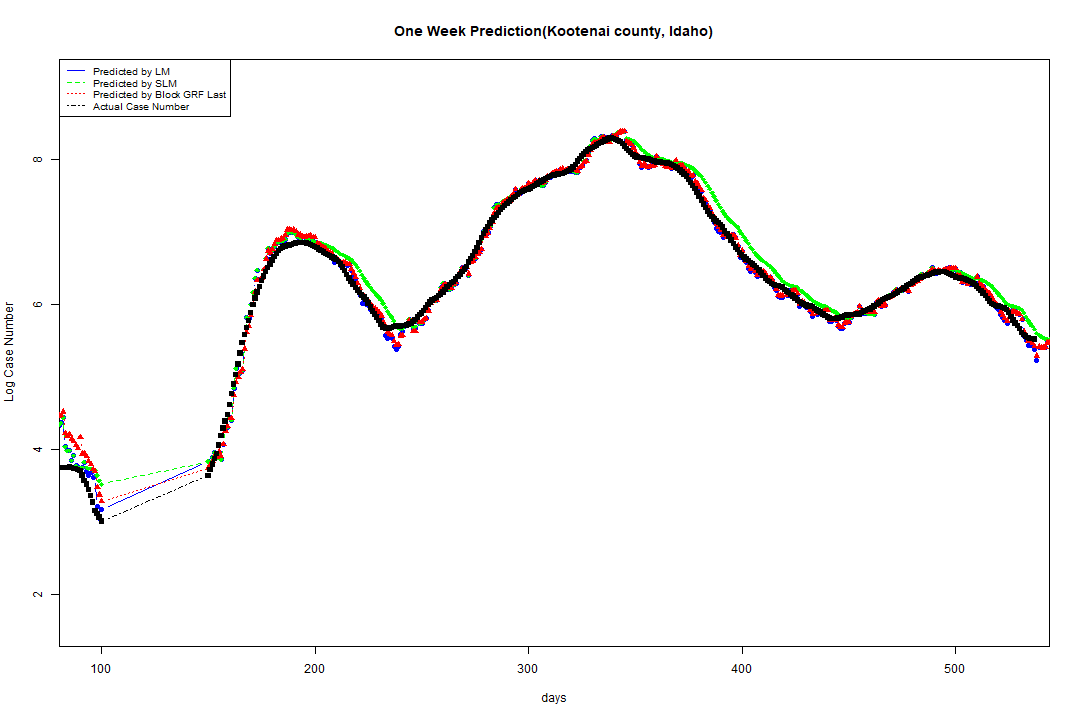 One Week Prediction(Kootenai county, Idaho)
Predicted by LM
Predicted by SLM
Predicted by Block GRF Last
Actual Case Number
8
6
4
2
Log Case Number
100 200 300 400 500
days